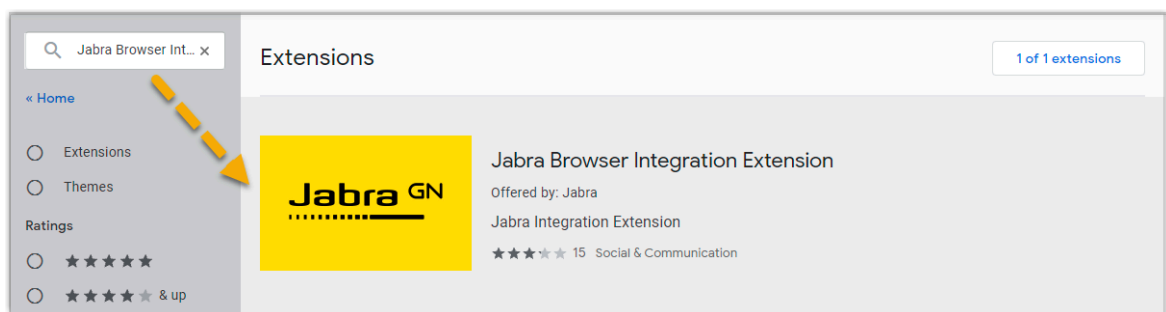 Jabra Browser Int... ×
« Home
Extensions
Themes
Ratings
& up
Extensions
1 of 1 extensions
Jabra GN
Jabra Browser Integration Extension
Offered by: Jabra
Jabra Integration Extension
15 Social & Communication